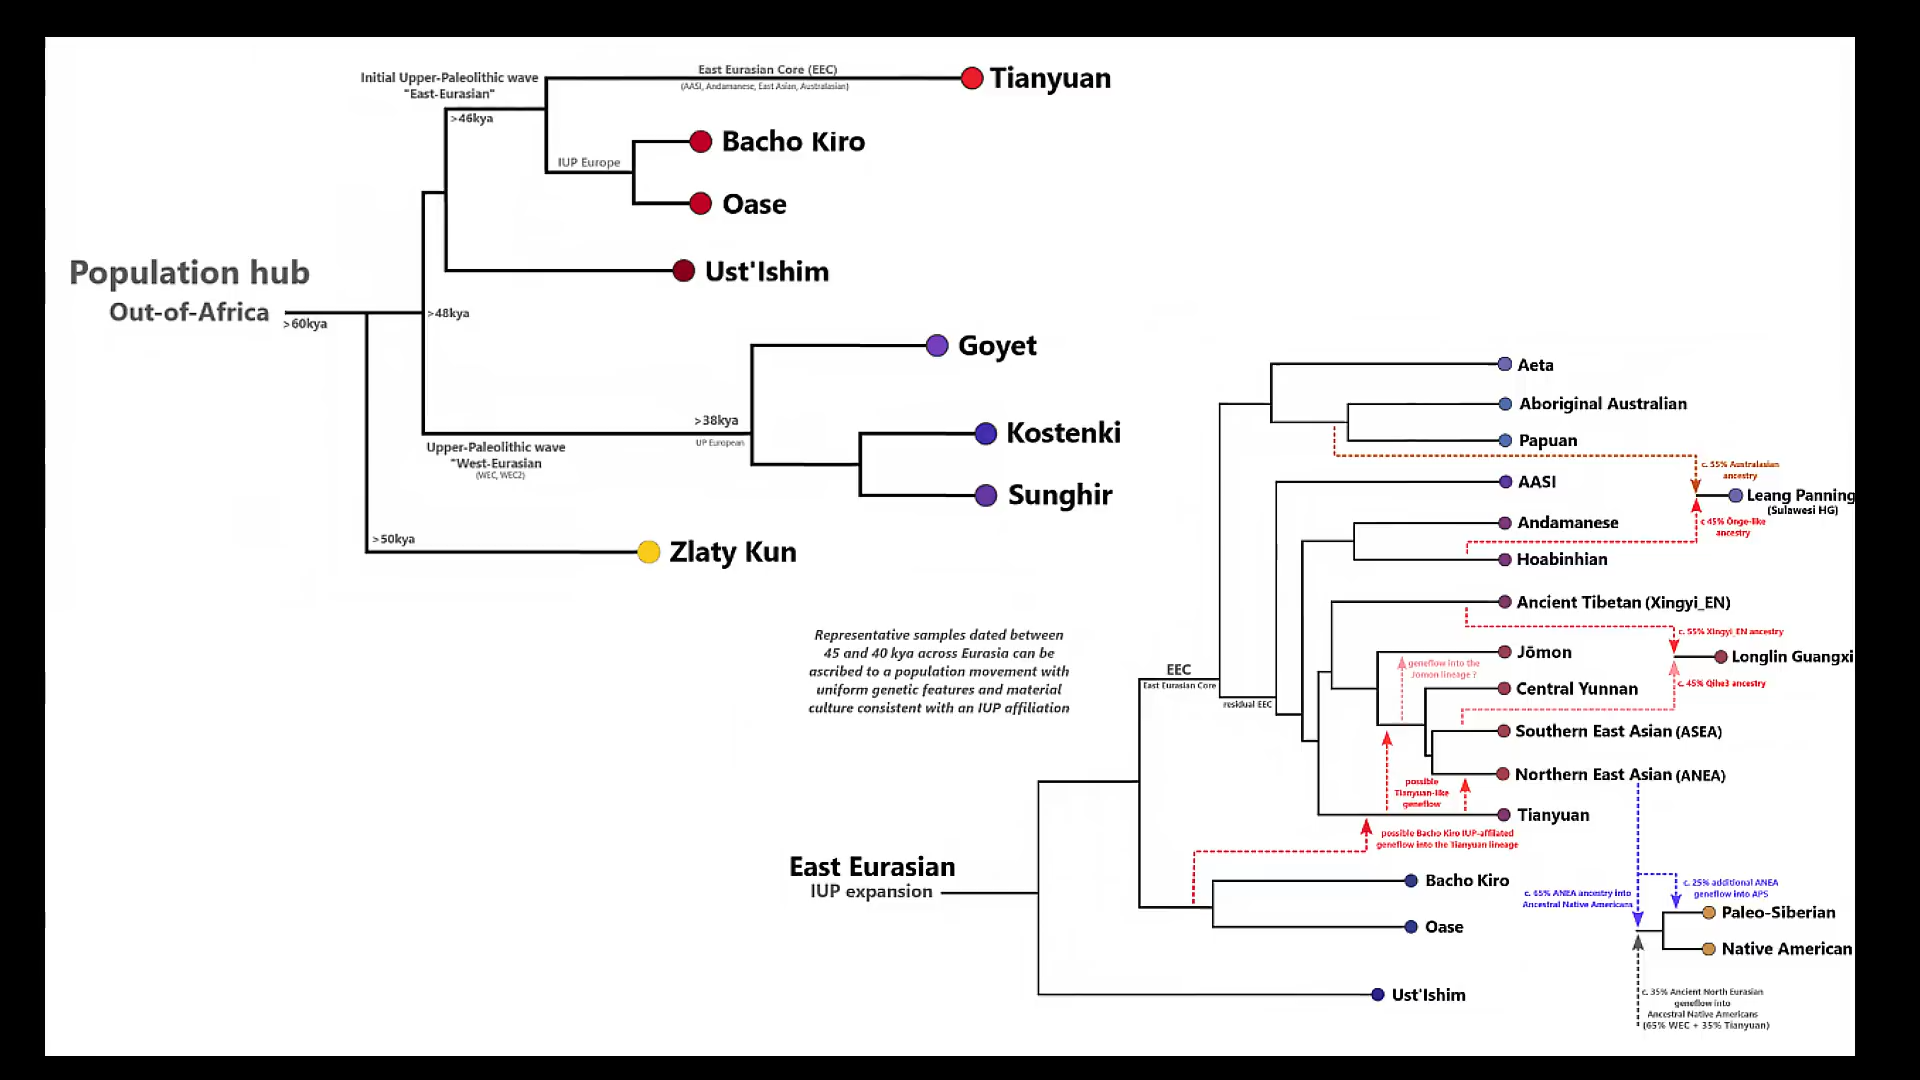 Initial Upper-Paleolithic wave
"East-Eurasian"
>46kya
East Eurasian Core (EEC)
(AASI, Andamanese, East Asian, Australasian)
Tianyuan
Bacho Kiro
IUP Europe
Oase
Ust'Ishim
Population hub
Out-of-Africa
>60kya
>48kya
Goyet
>38kya
UP European
Kostenki
Upper-Paleolithic wave
"West-Eurasian
(WEC, WEC2)
Sunghir
>50kya
Zlaty Kun
Representative samples dated between
45 and 40 kya across Eurasia can be
ascribed to a population movement with
uniform genetic features and material
culture consistent with an IUP affiliation
East Eurasian
IUP expansion
EEC
East Eurasian Core
residual EEC
Aeta
Aboriginal Australian
Papuan
c. 55% Australasian
ancestry
AASI
Leang Panning
(Sulawesi HG)
c 45% Onge-like
ancestry
Andamanese
Hoabinhian
Ancient Tibetan (Xingyi_EN)
c. 55% Xingyi_EN ancestry
Jōmon
geneflow into the
Jomon lineage ?
Longlin Guangxi
c. 45% Qihe3 ancestry
Central Yunnan
Southern East Asian (ASEA)
Northern East Asian (ANEA)
possible
Tianyuan-like
geneflow
Tianyuan
possible Bacho Kiro IUP-affliated
geneflow into the Tianyuan lineage
Bacho Kiro
Oase
Ust'Ishim
c. 65% ANEA ancestry into
Ancestral Native Americans
c. 25% additional ANEA
geneflow into APS
Paleo-Siberian
Native American
c. 35% Ancient North Eurasian
geneflow into
Ancestral Native Americans
(65% WEC + 35% Tianyuan)